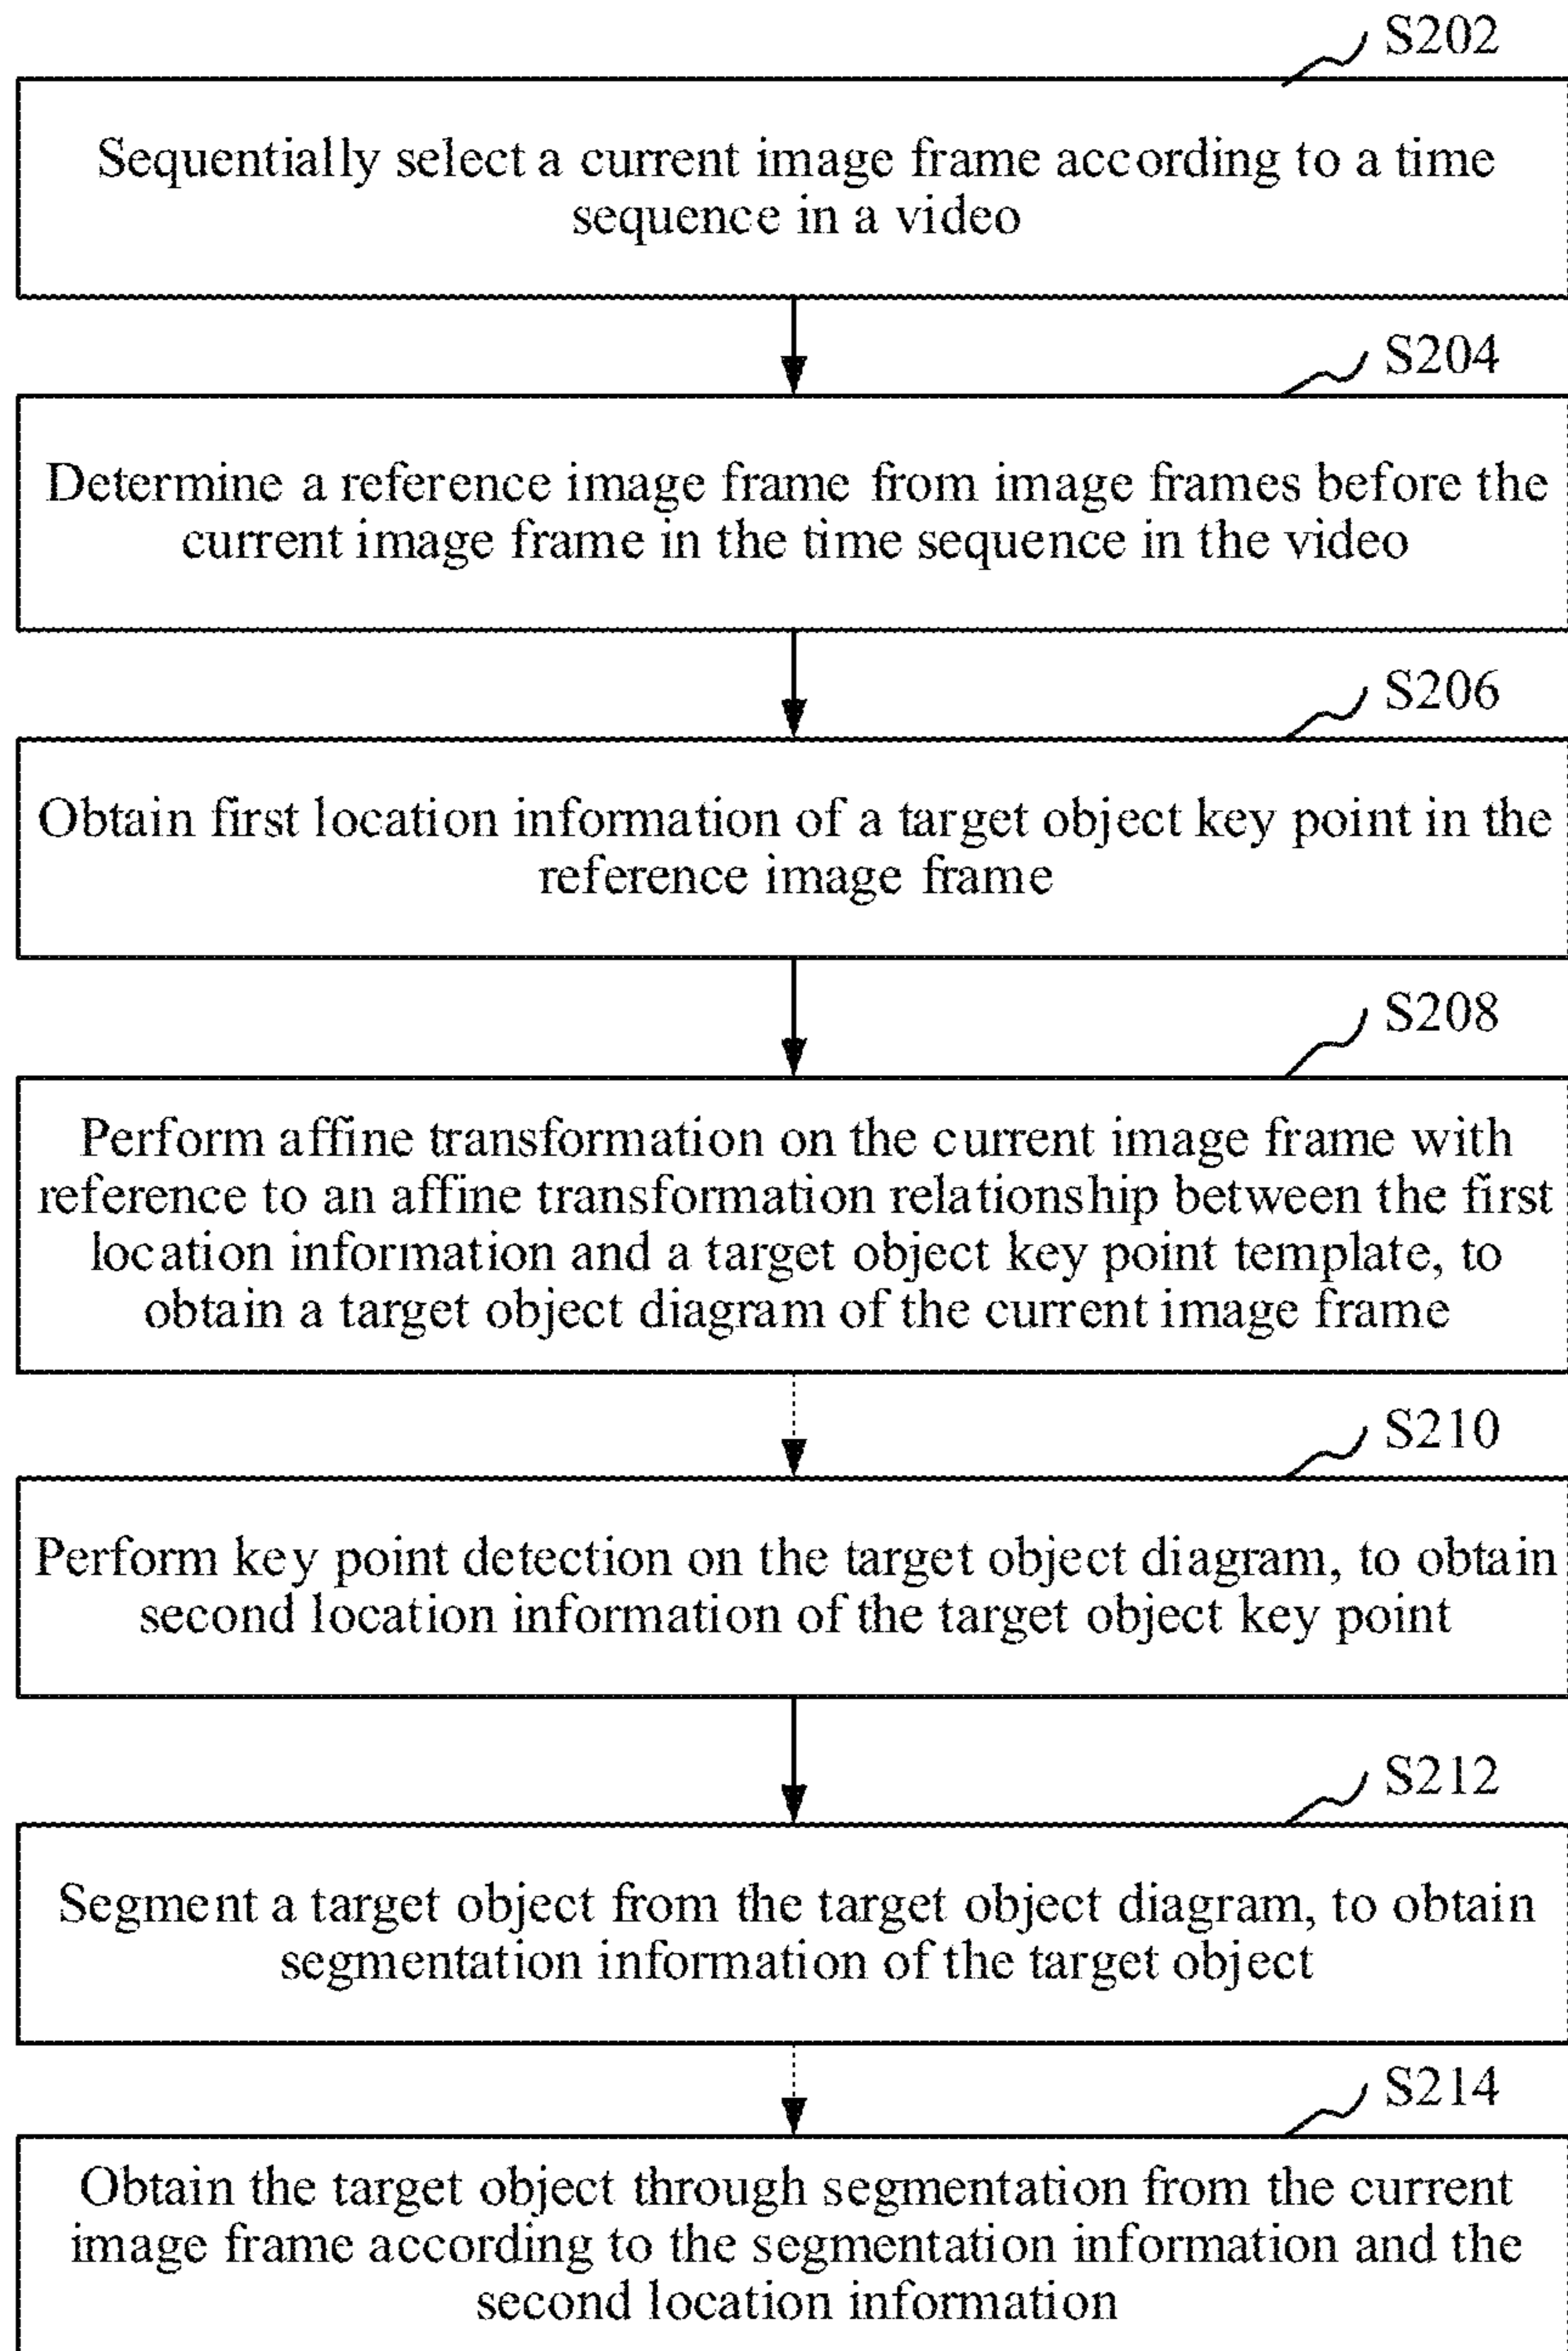 S202
Sequentially select a current image frame according to a time
sequence in a video
S204
Determine a reference image frame from image frames before the
current image frame in the time sequence in the video
S206
Obtain first location information of a target object key point in the
reference image frame
S208
Perform affine transformation on the current image frame with
reference to an affine transformation relationship between the first
location information and a target object key point template, to
obtain a target object diagram of the current image frame
S210
Perform key point detection on the target object diagram, to obtain
second location information of the target object key point
S212
Segment a target object from the target object diagram, to obtain
segmentation information of the target object
S214
Obtain the target object through segmentation from the current
image frame according to the segmentation information and the
second location information